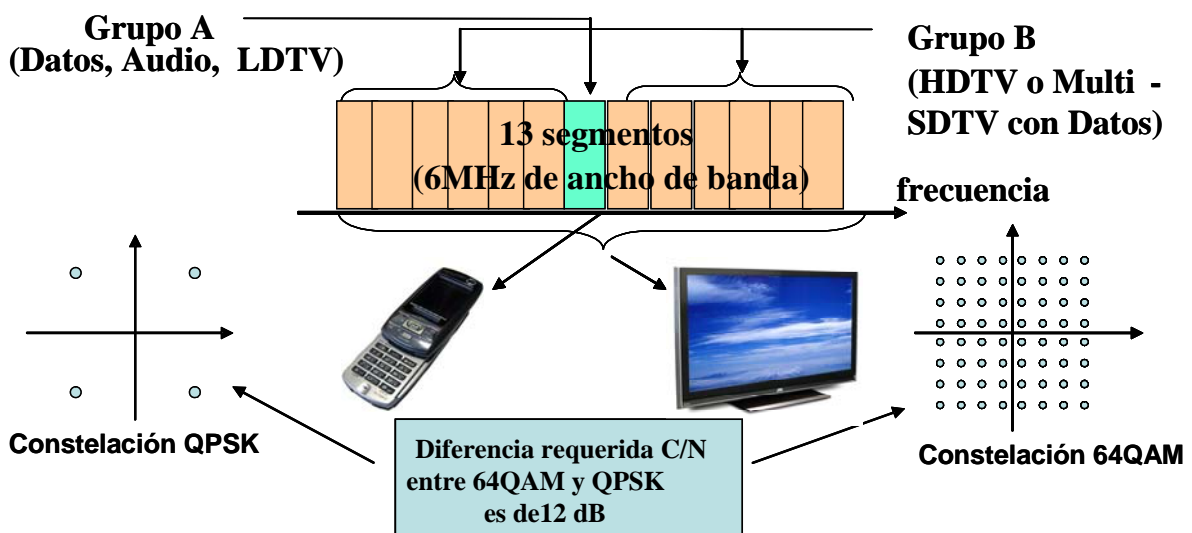 Grupo A
(Datos, Audio, LDTV)
Grupo B
(HDTV o Multi -
SDTV con Datos)
13 segmentos
(6MHz de ancho de banda)
frecuencia
Constelación QPSK
Diferencia requerida C/N
entre 64QAM y QPSK
es de12 dB
Constelación 64QAM